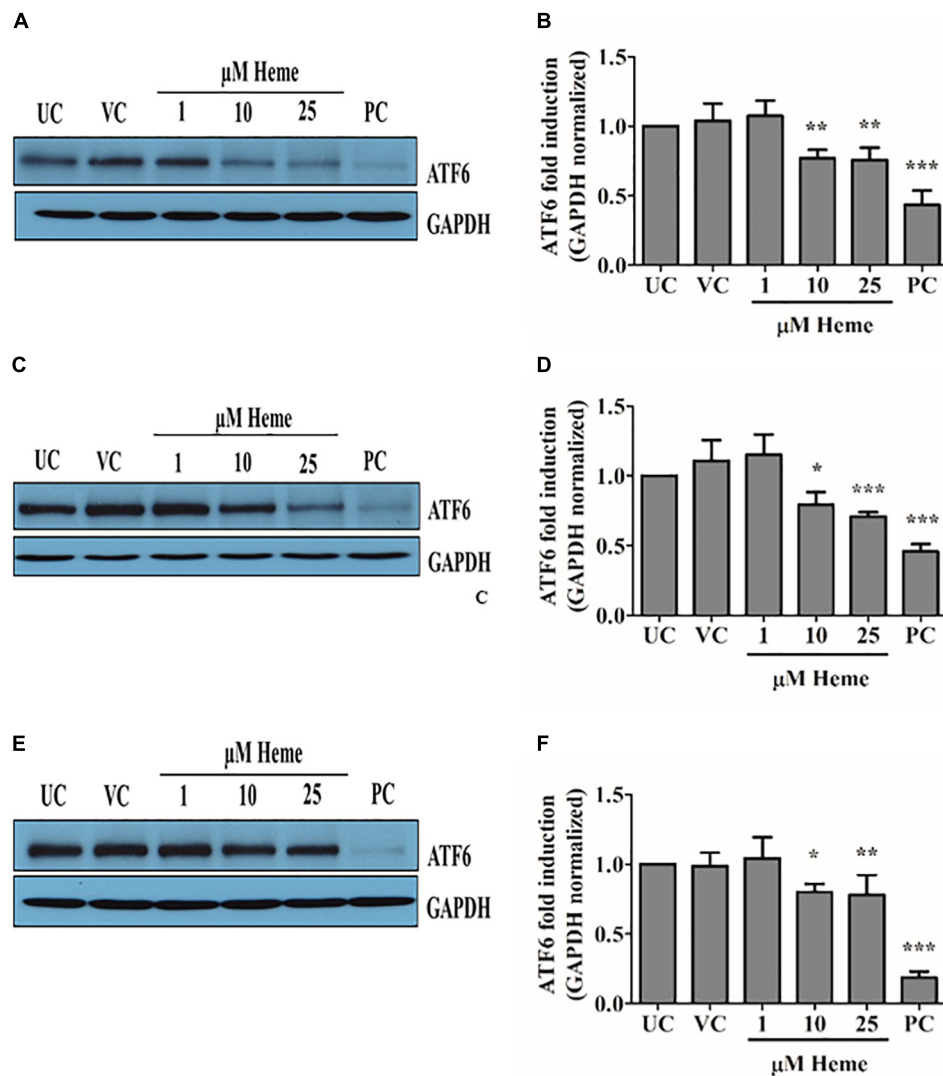 A
μM Heme
UC VC 1 10 25 PC
ATF6
GAPDH
B
ATF6 fold induction
(GAPDH normalized)
1.5
1.0
0.5
0.0
** ** ***
UC VC 1 10 25 PC
μM Heme
C
μM Heme
UC VC 1 10 25 PC
ATF6
GAPDH
C
D
ATF6 fold induction
(GAPDH normalized)
1.5
1.0
0.5
0.0
* *** ***
UC VC 1 10 25 PC
μM Heme
E
μM Heme
UC VC 1 10 25 PC
ATF6
GAPDH
F
ATF6 fold induction
(GAPDH normalized)
1.5
1.0
0.5
0.0
* ** ***
UC VC 1 10 25 PC
μM Heme